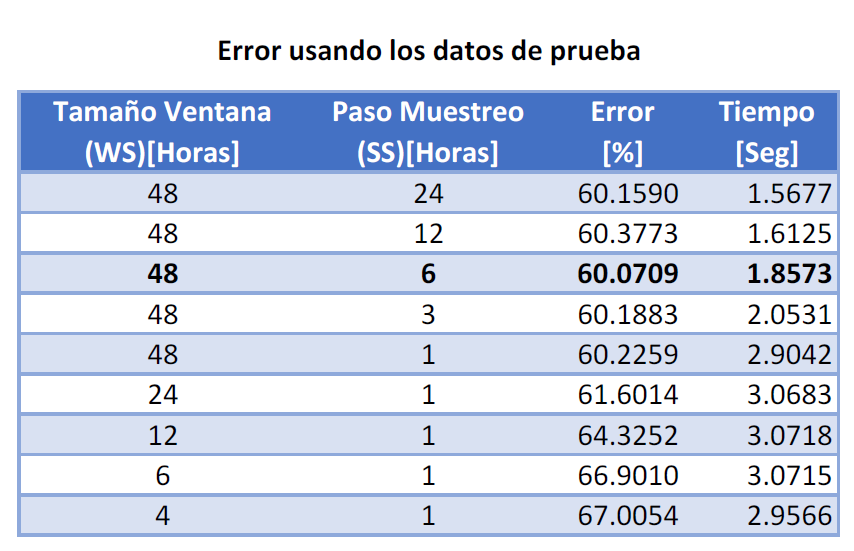 Error usando los datos de prueba
Tamaño Ventana Paso Muestreo Error Tiempo
(WS)[Horas] (SS)[Horas] [%] [Seg]
48 24 60.1590 1.5677
48 12 60.3773 1.6125
48 6 60.0709 1.8573
48 3 60.1883 2.0531
48 1 60.2259 2.9042
24 1 61.6014 3.0683
12 1 64.3252 3.0718
6 1 66.9010 3.0715
4 1 67.0054 2.9566